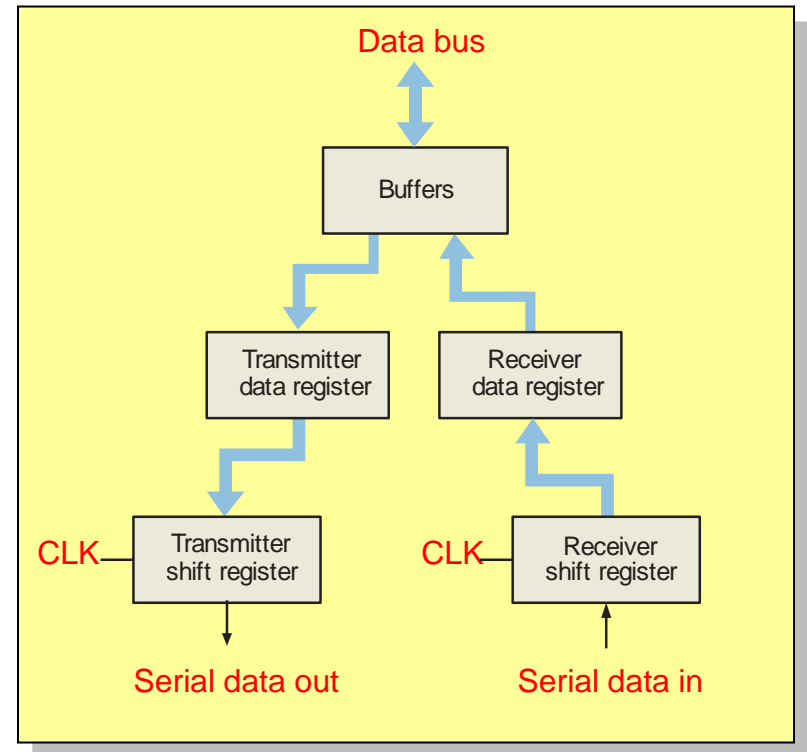 Data bus
Buffers
Transmitter
data register
Receiver
data register
CLK
Transmitter
shift register
CLK
Receiver
shift register
Serial data out
Serial data in